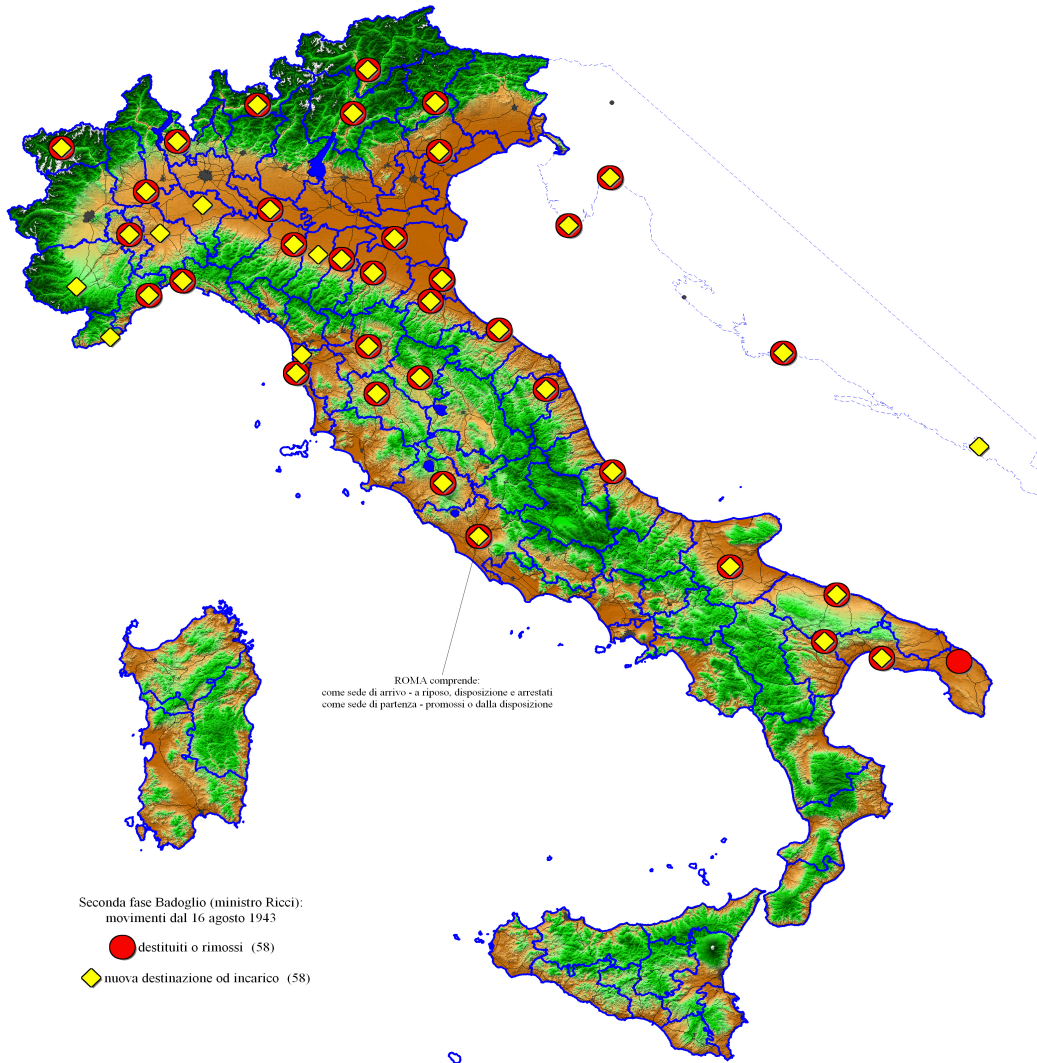 ROMA comprende:
come sede di arrivo - a riposo, disposizione e arrestati
come sede di partenza - promossi o dalla disposizione
Seconda fase Badoglio (ministro Ricci):
movimenti dal 16 agosto 1943
destituiti o rimossi (58)
nuova destinazione od incarico (58)